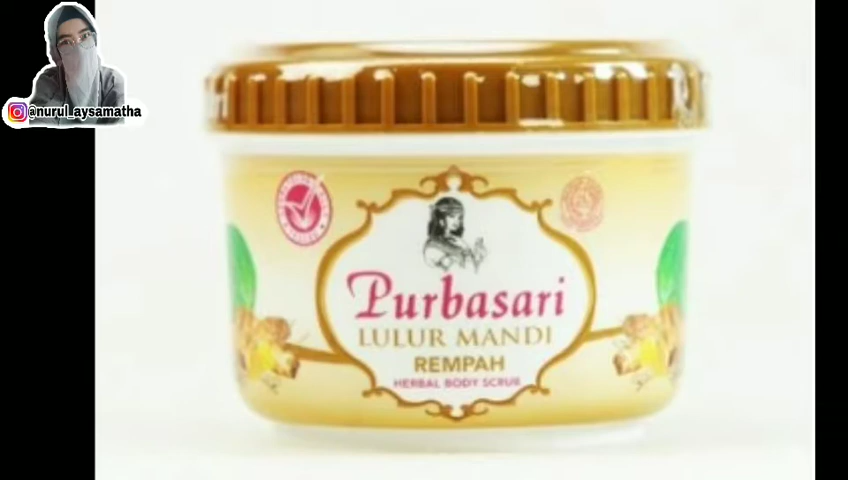 @nurul_aysamatha
Purbasari
LULUR MANDI
REMPAH
HERBAL BODY SCRUB